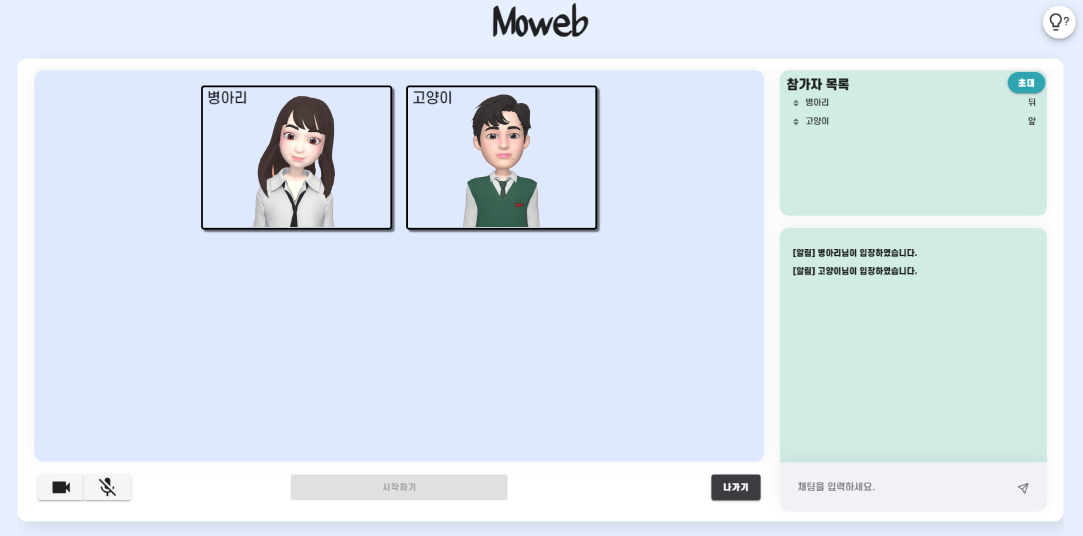 Moweb
?
병아리
고양이
참가자 목록
초대
병아리 뒤
고양이 앞
[알림] 병아리님이 입장하였습니다.
[알림] 고양이님이 입장하였습니다.
시작하기
나가기
채팅을 입력하세요.